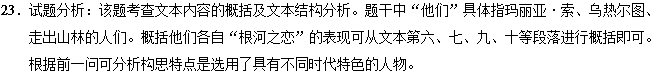 23．试题分析：该题考查文本内容的概括及文本结构分析。题干中“他们”具体指玛丽亚·索、乌热尔图、
走出山林的人们。概括他们各自“根河之恋”的表现可从文本第六、七、九、十等段落进行概括即可。
根据前一问可分析构思特点是选用了具有不同时代特色的人物。